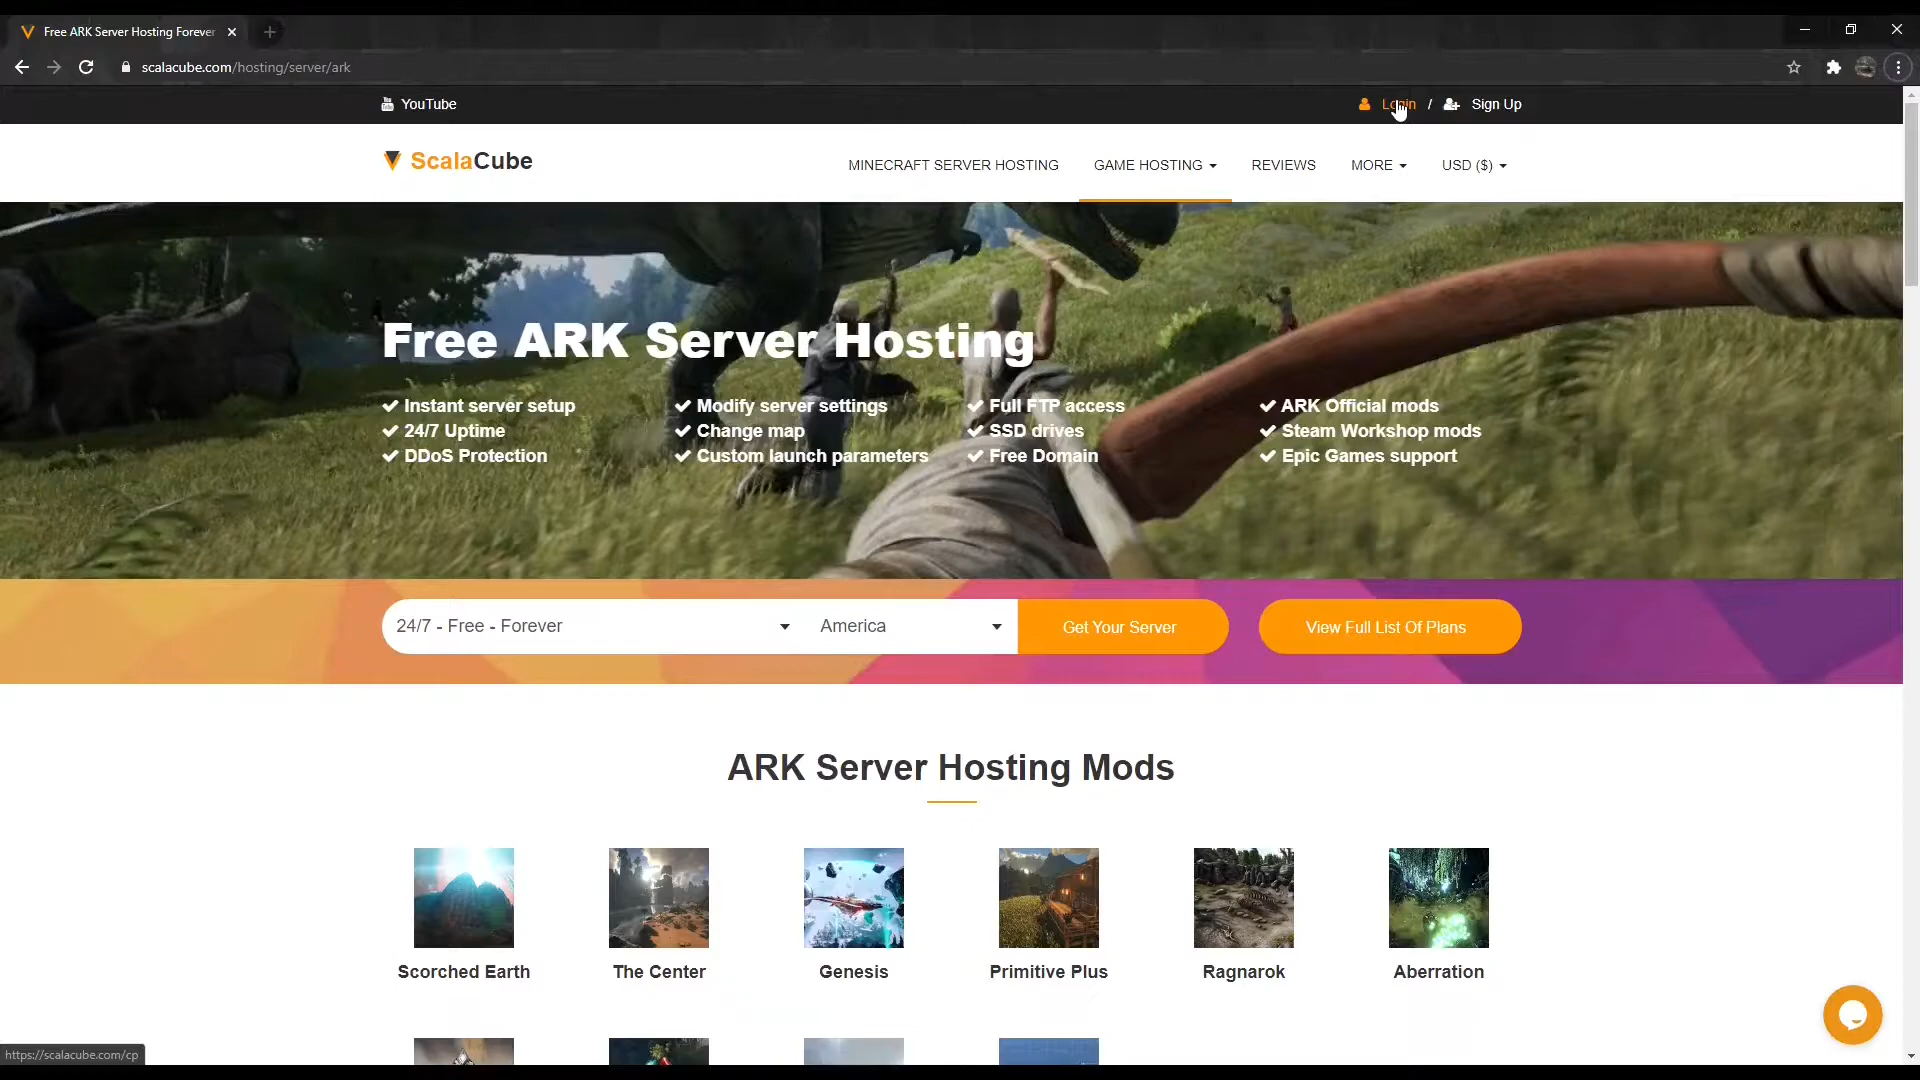 Free ARK Server Hosting Forever
scalacube.com/hosting/server/ark
YouTube
Login / Sign Up
ScalaCube
MINECRAFT SERVER HOSTING
GAME HOSTING
REVIEWS
MORE
USD ($)
Free ARK Server Hosting
Instant server setup
24/7 Uptime
DDoS Protection
Modify server settings
Change map
Custom launch parameters
Full FTP access
SSD drives
Free Domain
ARK Official mods
Steam Workshop mods
Epic Games support
24/7 - Free - Forever
America
Get Your Server
View Full List Of Plans
ARK Server Hosting Mods
Scorched Earth
The Center
Genesis
Primitive Plus
Ragnarok
Aberration
https://scalacube.com/cp